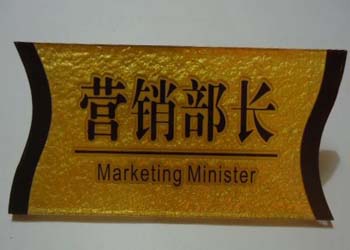 营销部长
Marketing Minister